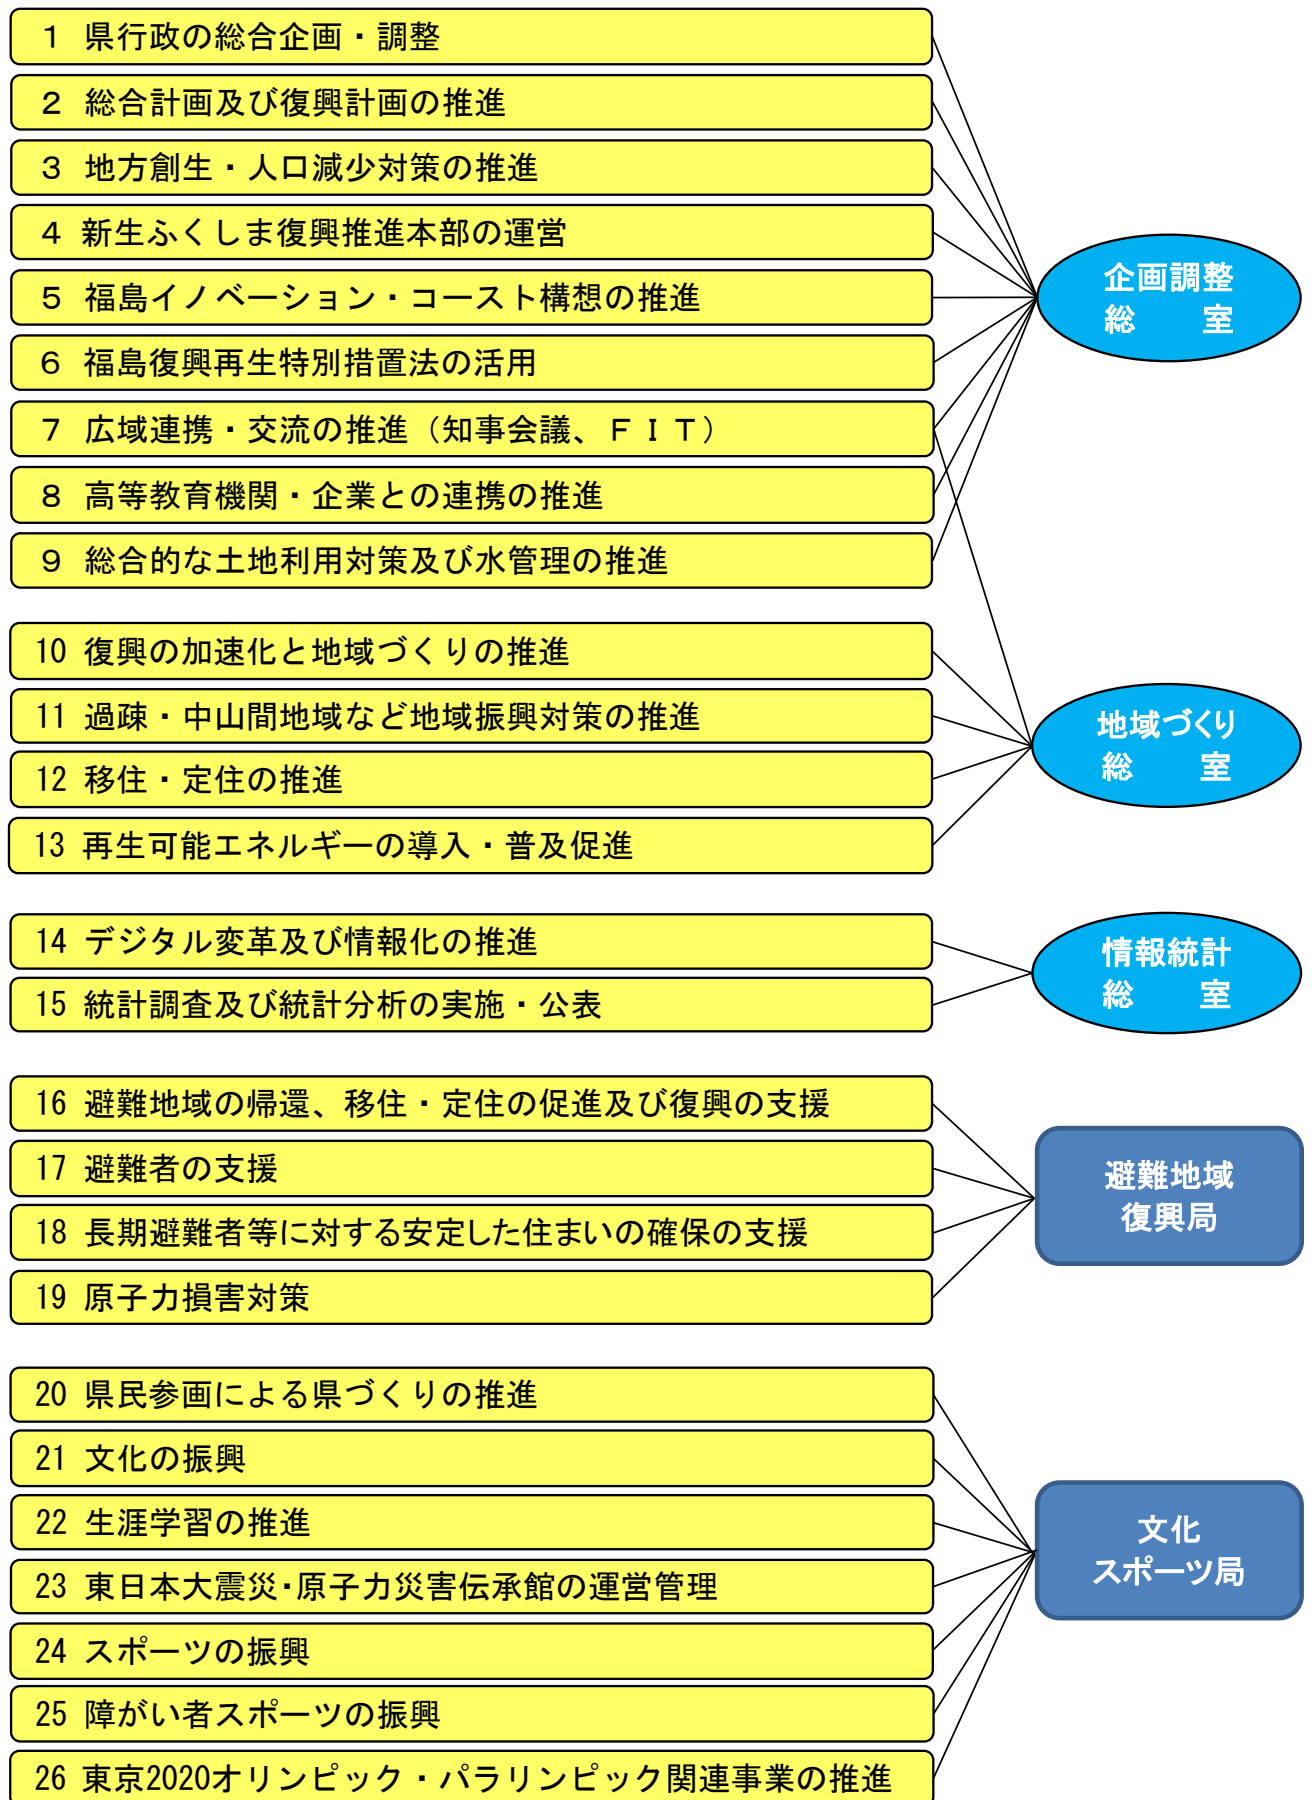 1 県行政の総合企画・調整
2 総合計画及び復興計画の推進
3 地方創生・人口減少対策の推進
4 新生ふくしま復興推進本部の運営
5 福島イノベーション・コースト構想の推進
6 福島復興再生特別措置法の活用
7 広域連携・交流の推進（知事会議、ＦＩＴ）
8 高等教育機関・企業との連携の推進
9 総合的な土地利用対策及び水管理の推進
企画調整
総　　室
10 復興の加速化と地域づくりの推進
11 過疎・中山間地域など地域振興対策の推進
12 移住・定住の推進
13 再生可能エネルギーの導入・普及促進
地域づくり
総　　室
14 デジタル変革及び情報化の推進
15 統計調査及び統計分析の実施・公表
情報統計
総　　室
16 避難地域の帰還、移住・定住の促進及び復興の支援
17 避難者の支援
18 長期避難者等に対する安定した住まいの確保の支援
19 原子力損害対策
避難地域
復興局
20 県民参画による県づくりの推進
21 文化の振興
22 生涯学習の推進
23 東日本大震災・原子力災害伝承館の運営管理
24 スポーツの振興
25 障がい者スポーツの振興
26 東京2020オリンピック・パラリンピック関連事業の推進
文化
スポーツ局